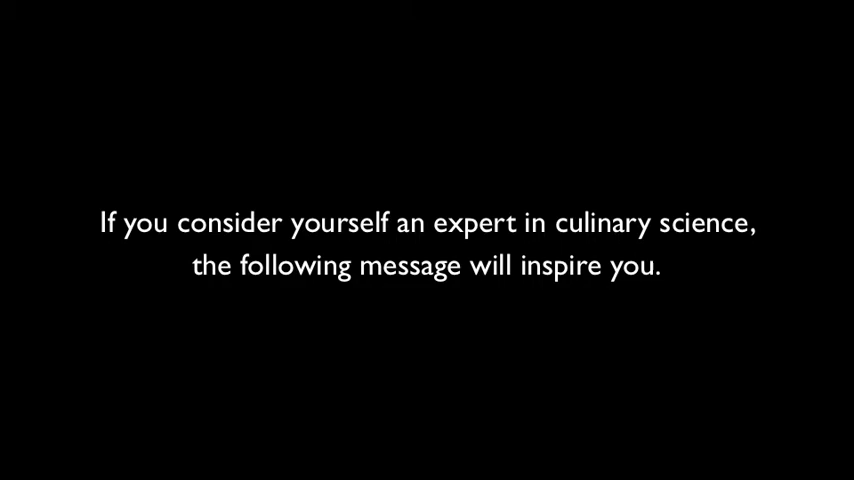 If you consider yourself an expert in culinary science,
the following message will inspire you.